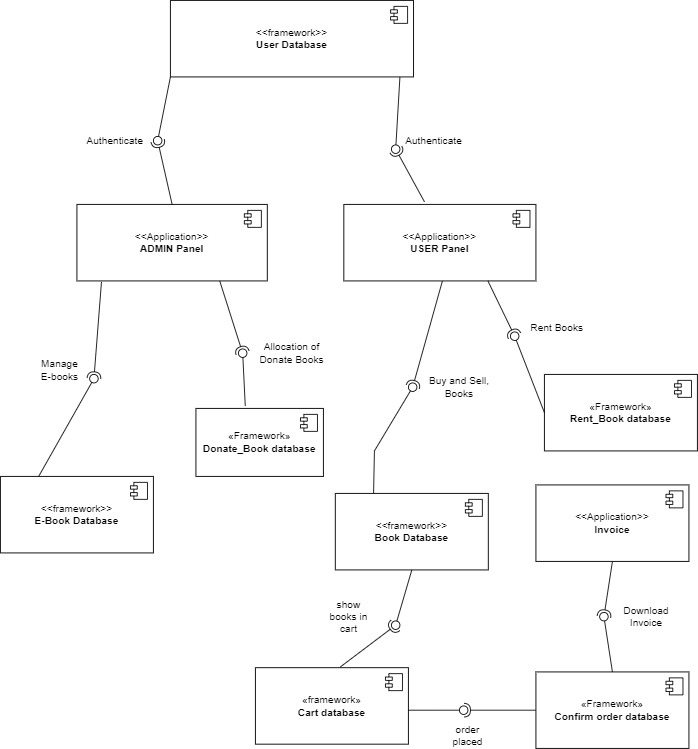 <<framework>>
User Database
Authenticate
Authenticate
<<Application>>
ADMIN Panel
<<Application>>
USER Panel
Rent Books
Allocation of
Donate Books
Manage
E-books
Buy and Sell,
Books
«Framework»
Rent_Book database
«Framework»
Donate_Book database
<<framework>>
E-Book Database
<<framework>>
Book Database
<<Application>>
Invoice
show
books in
cart
Download
Invoice
«framework»
Cart database
«Framework»
Confirm order database
order
placed